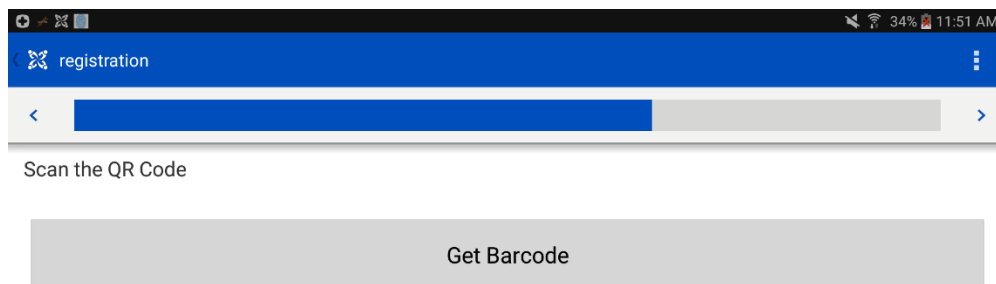 34% 11:51 AM
registration
Scan the QR Code
Get Barcode